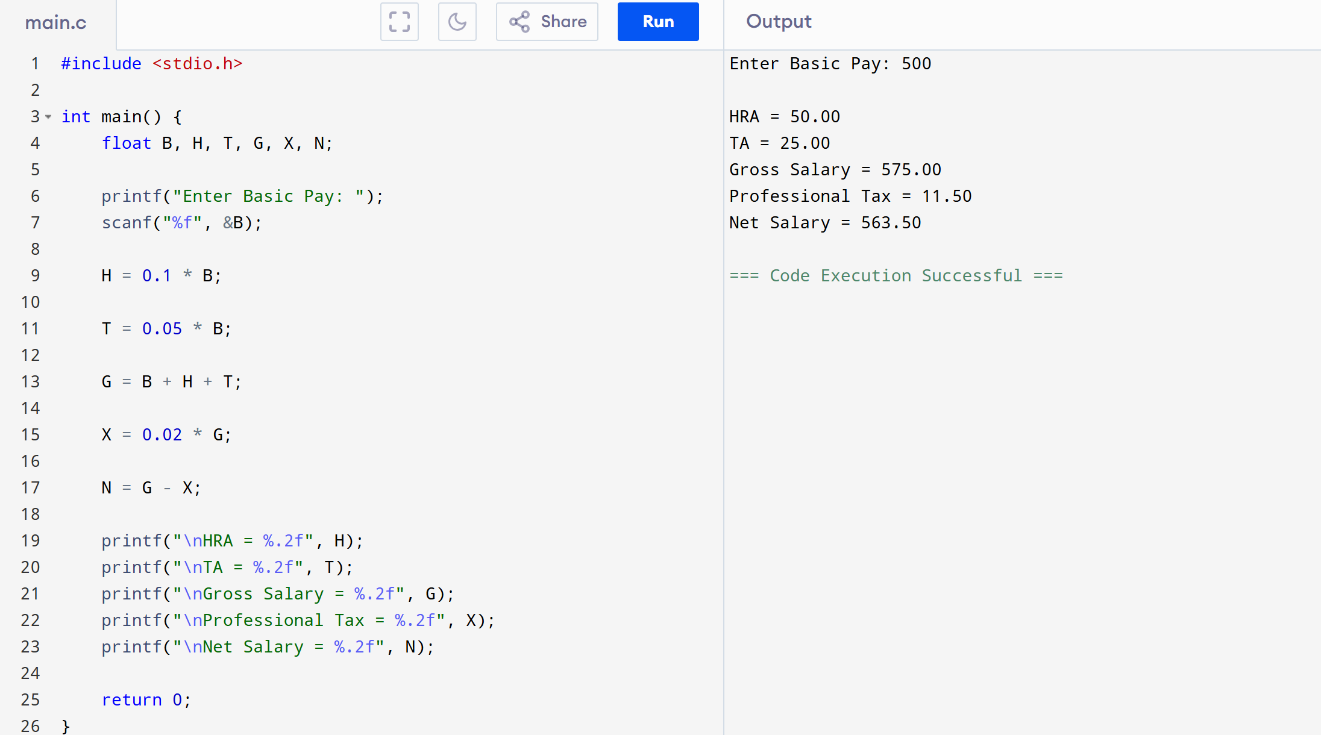 main.c
Share
Run
Output
1 #include <stdio.h>
2
3 int main() {
4     float B, H, T, G, X, N;
5
6     printf("Enter Basic Pay: ");
7     scanf("%f", &B);
8
9     H = 0.1 * B;
10
11     T = 0.05 * B;
12
13     G = B + H + T;
14
15     X = 0.02 * G;
16
17     N = G - X;
18
19     printf("\nHRA = %.2f", H);
20     printf("\nTA = %.2f", T);
21     printf("\nGross Salary = %.2f", G);
22     printf("\nProfessional Tax = %.2f", X);
23     printf("\nNet Salary = %.2f", N);
24
25     return 0;
26 }
Enter Basic Pay: 500
HRA = 50.00
TA = 25.00
Gross Salary = 575.00
Professional Tax = 11.50
Net Salary = 563.50
=== Code Execution Successful ===